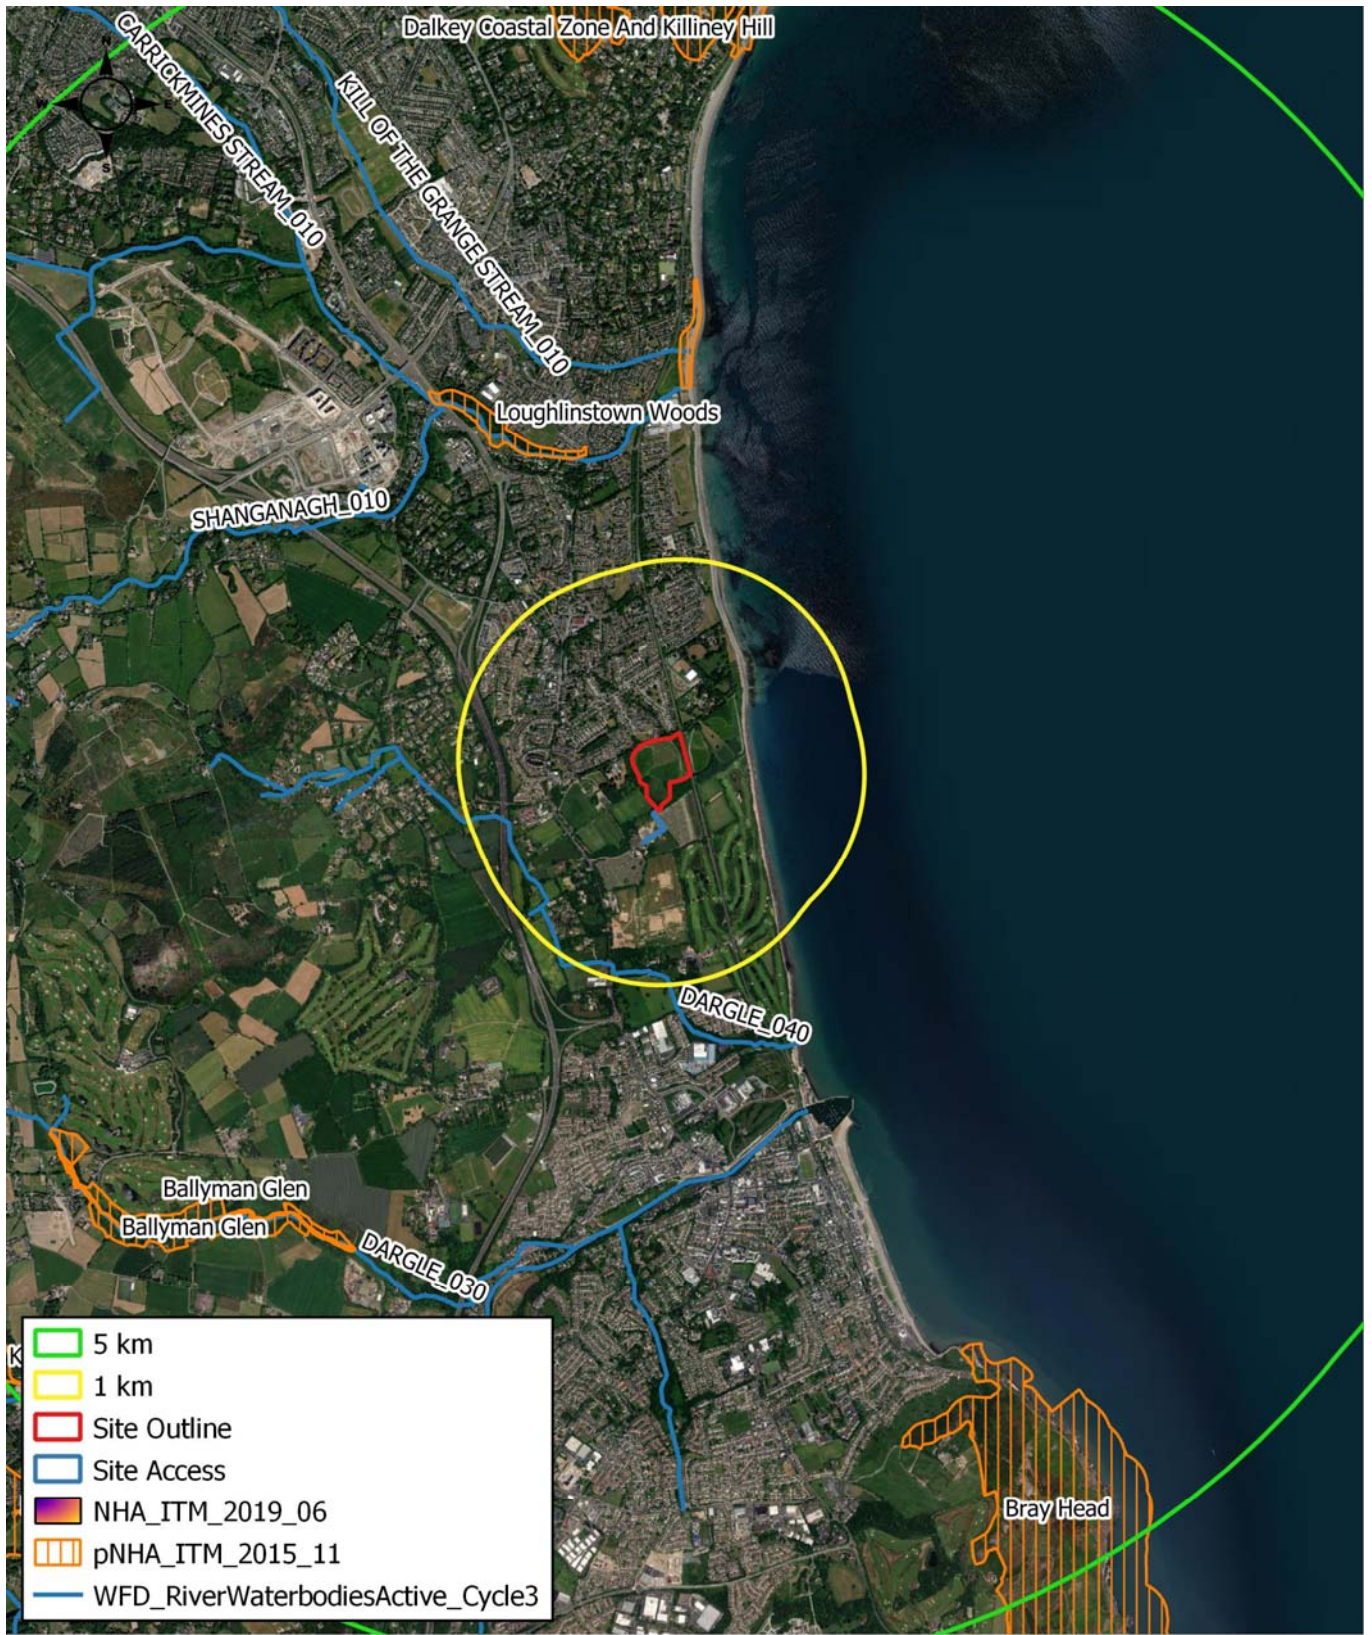 Dalkey Coastal Zone And Killiney Hill
CARRICKMINES STREAM_010
KILL OF THE GRANGE STREAM_010
N
W
E
S
Loughlinstown Woods
SHANGANAGH_010
DARGLE_040
Ballyman Glen
Ballyman Glen
DARGLE_030
K
5 km
1 km
Site Outline
Site Access
NHA_ITM_2019_06
pNHA_ITM_2015_11
WFD_RiverWaterbodiesActive_Cycle3
Bray Head